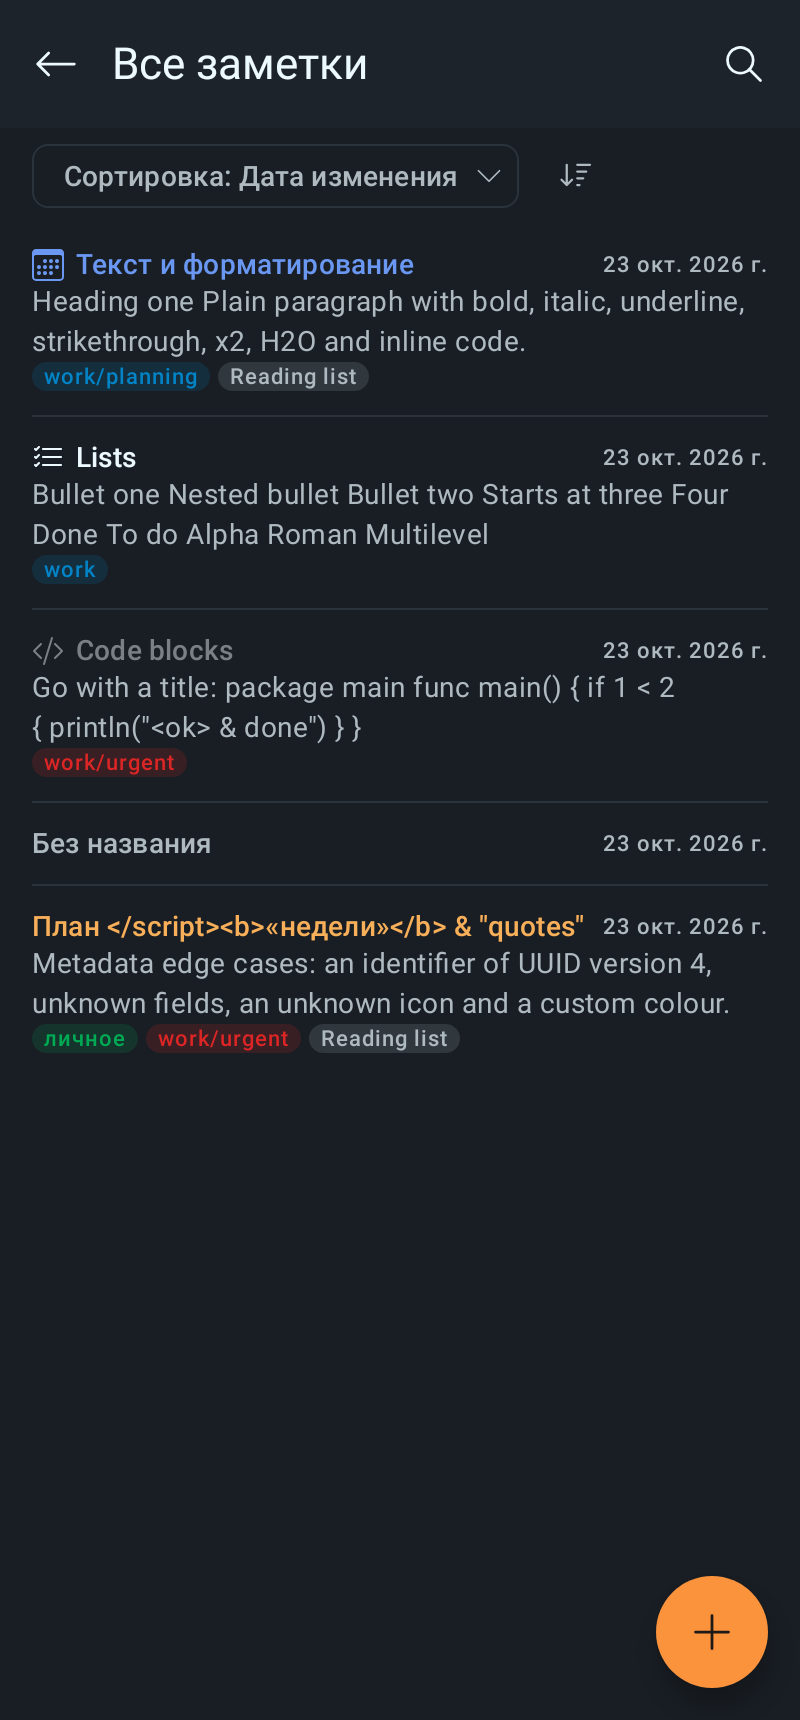 Все заметки
Сортировка: Дата изменения
Текст и форматирование 23 окт. 2026 г.
Heading one Plain paragraph with bold, italic, underline,
strikethrough, x2, H2O and inline code.
work/planning Reading list
Lists 23 окт. 2026 г.
Bullet one Nested bullet Bullet two Starts at three Four
Done To do Alpha Roman Multilevel
work
Code blocks 23 окт. 2026 г.
Go with a title: package main func main() { if 1 < 2
{ println("<ok> & done") } }
work/urgent
Без названия 23 окт. 2026 г.
План </script><b>«недели»</b> & "quotes" 23 окт. 2026 г.
Metadata edge cases: an identifier of UUID version 4,
unknown fields, an unknown icon and a custom colour.
личное work/urgent Reading list